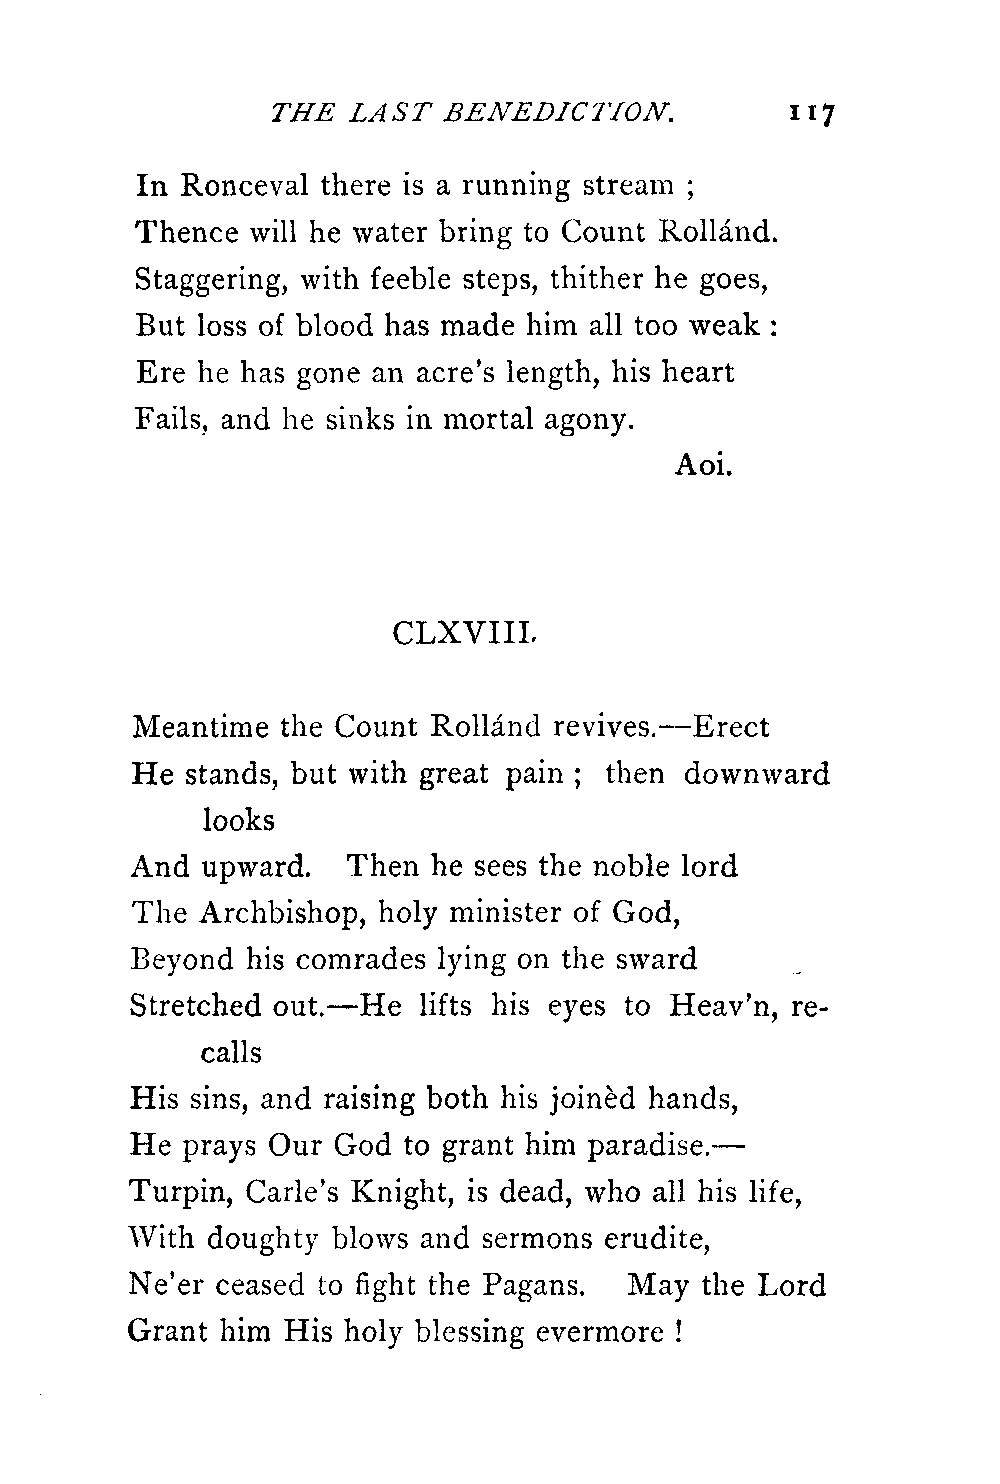 THE LAST BENEDICTION. 117
In Ronceval there is a running stream ;
Thence will he water bring to Count Rollánd.
Staggering, with feeble steps, thither he goes,
But loss of blood has made him all too weak :
Ere he has gone an acre's length, his heart
Fails, and he sinks in mortal agony.
Aoi.
CLXVIII.
Meantime the Count Rollánd revives.—Erect
He stands, but with great pain ; then downward
looks
And upward. Then he sees the noble lord
The Archbishop, holy minister of God,
Beyond his comrades lying on the sward
Stretched out.—He lifts his eyes to Heav'n, re-
calls
His sins, and raising both his joinèd hands,
He prays Our God to grant him paradise.—
Turpin, Carle's Knight, is dead, who all his life,
With doughty blows and sermons erudite,
Ne'er ceased to fight the Pagans. May the Lord
Grant him His holy blessing evermore !